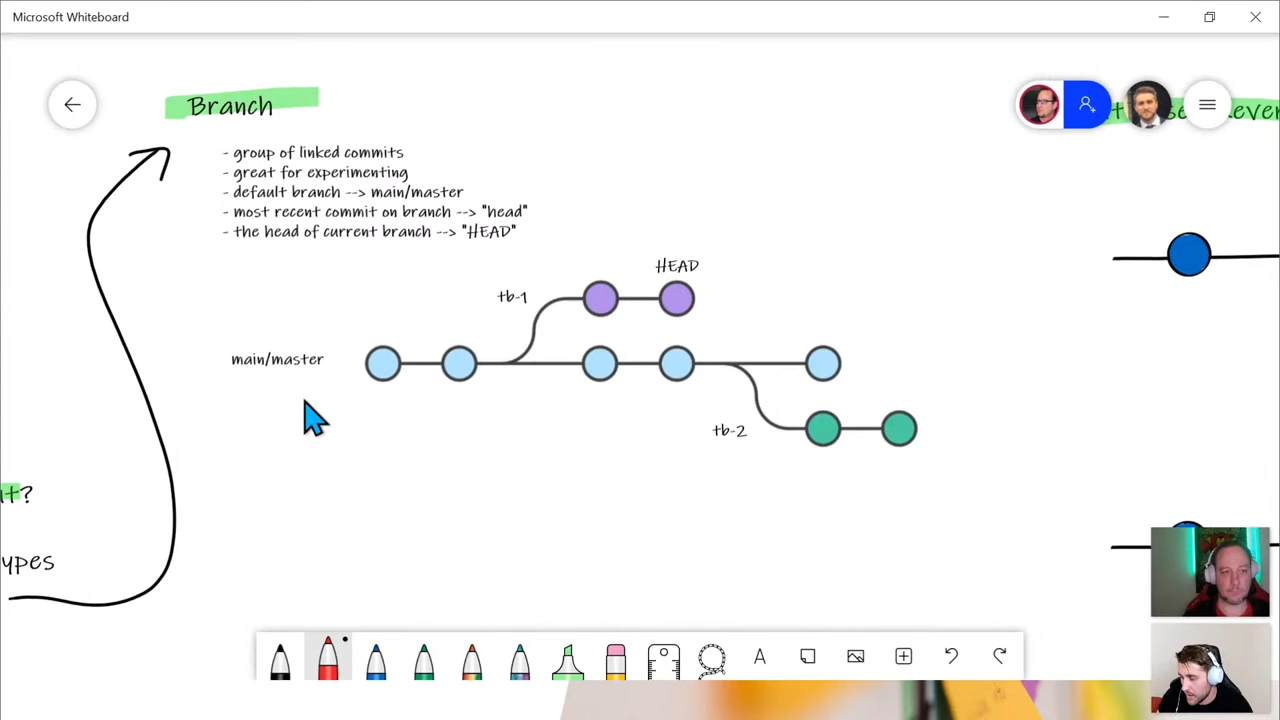 Microsoft Whiteboard
Branch
- group of linked commits
- great for experimenting
- default branch --> main/master
- most recent commit on branch --> "head"
- the head of current branch --> "HEAD"
HEAD
tb-1
main/master
tb-2
?
ypes
A